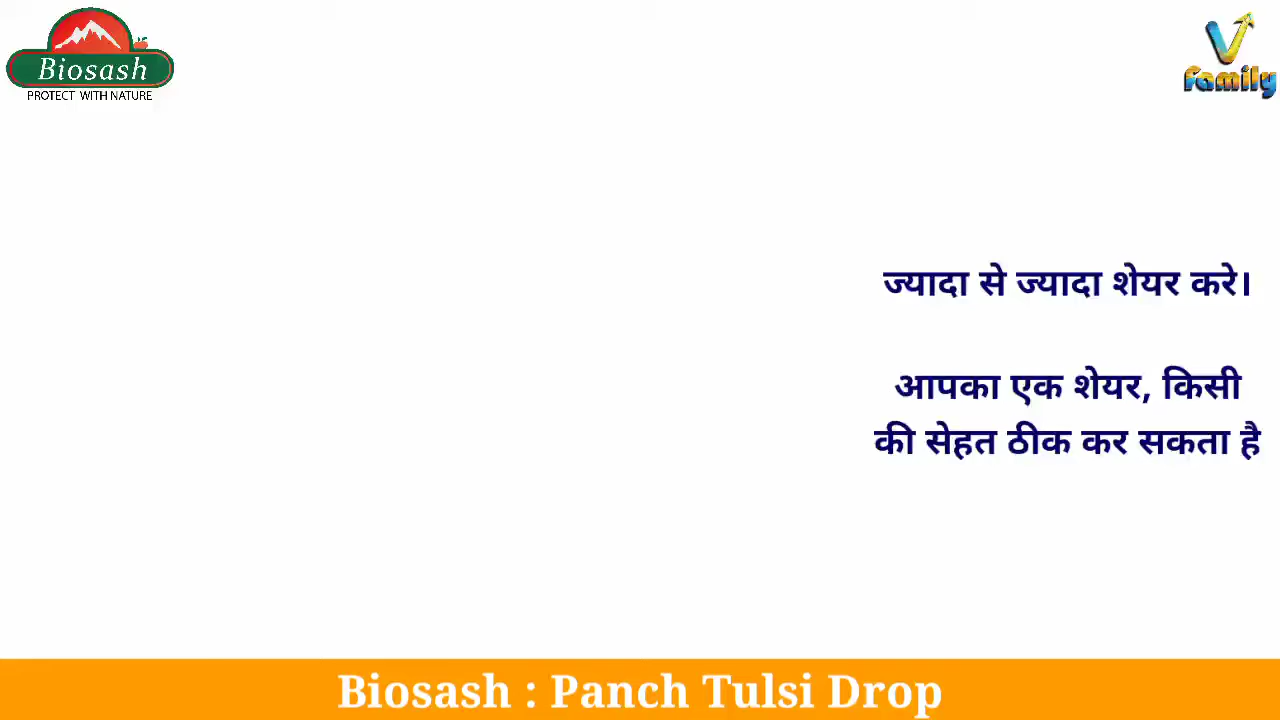 Biosash
PROTECT WITH NATURE
V
Family
ज्यादा से ज्यादा शेयर करे।
आपका एक शेयर, किसी
की सेहत ठीक कर सकता है
Biosash : Panch Tulsi Drop